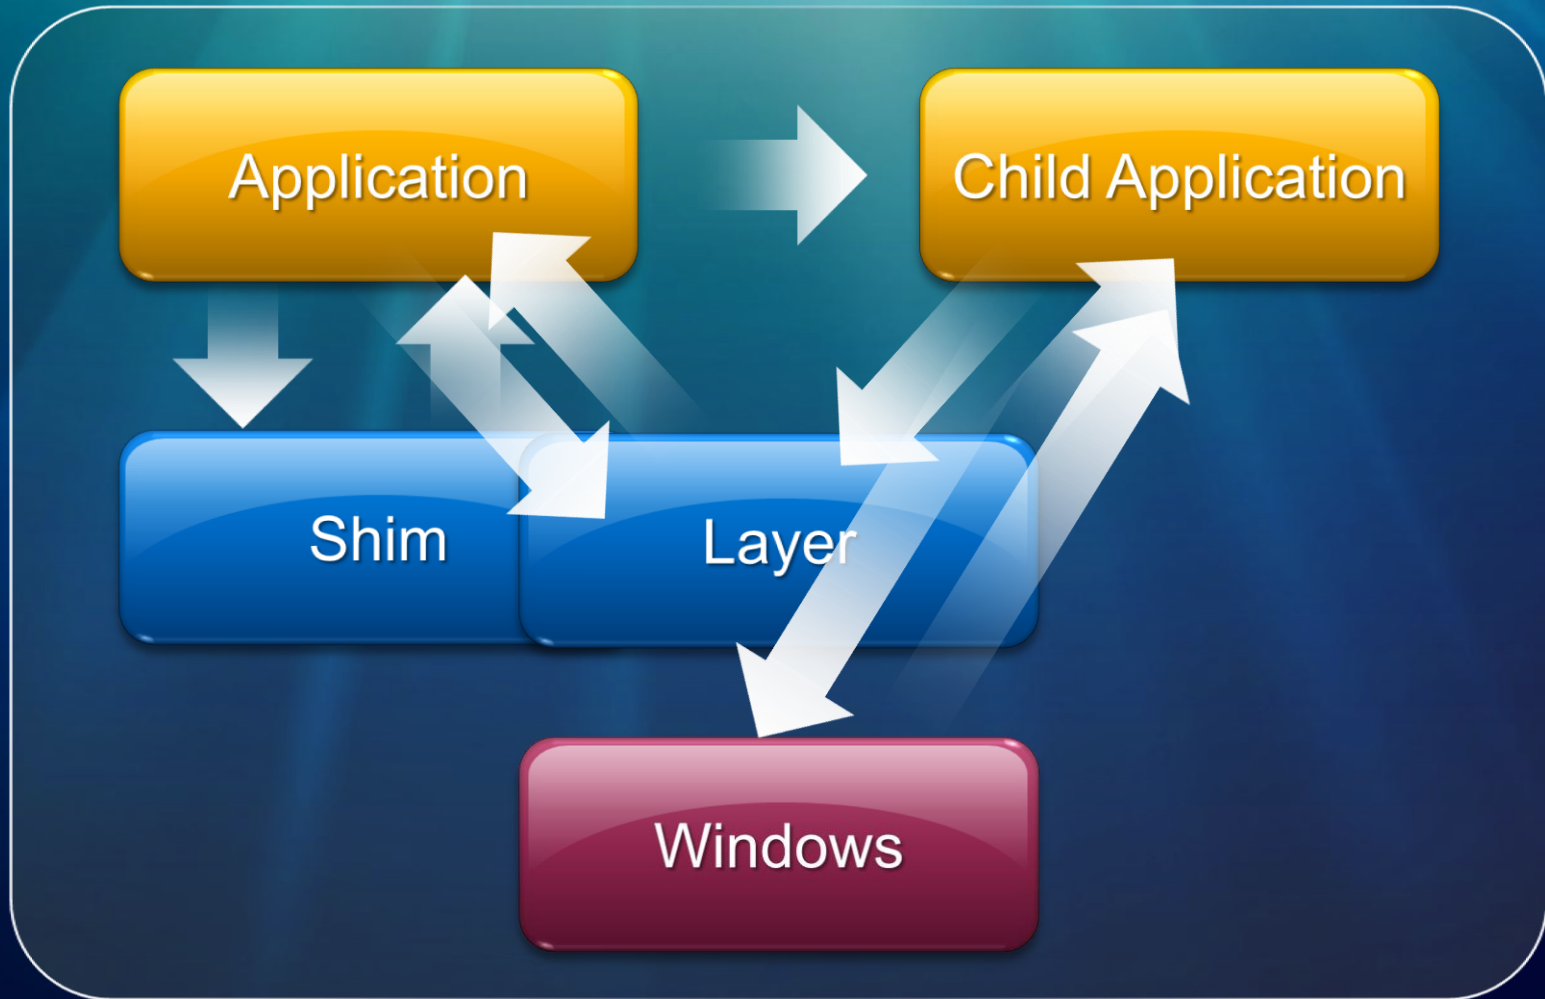 Application
Child Application
Shim
Layer
Windows